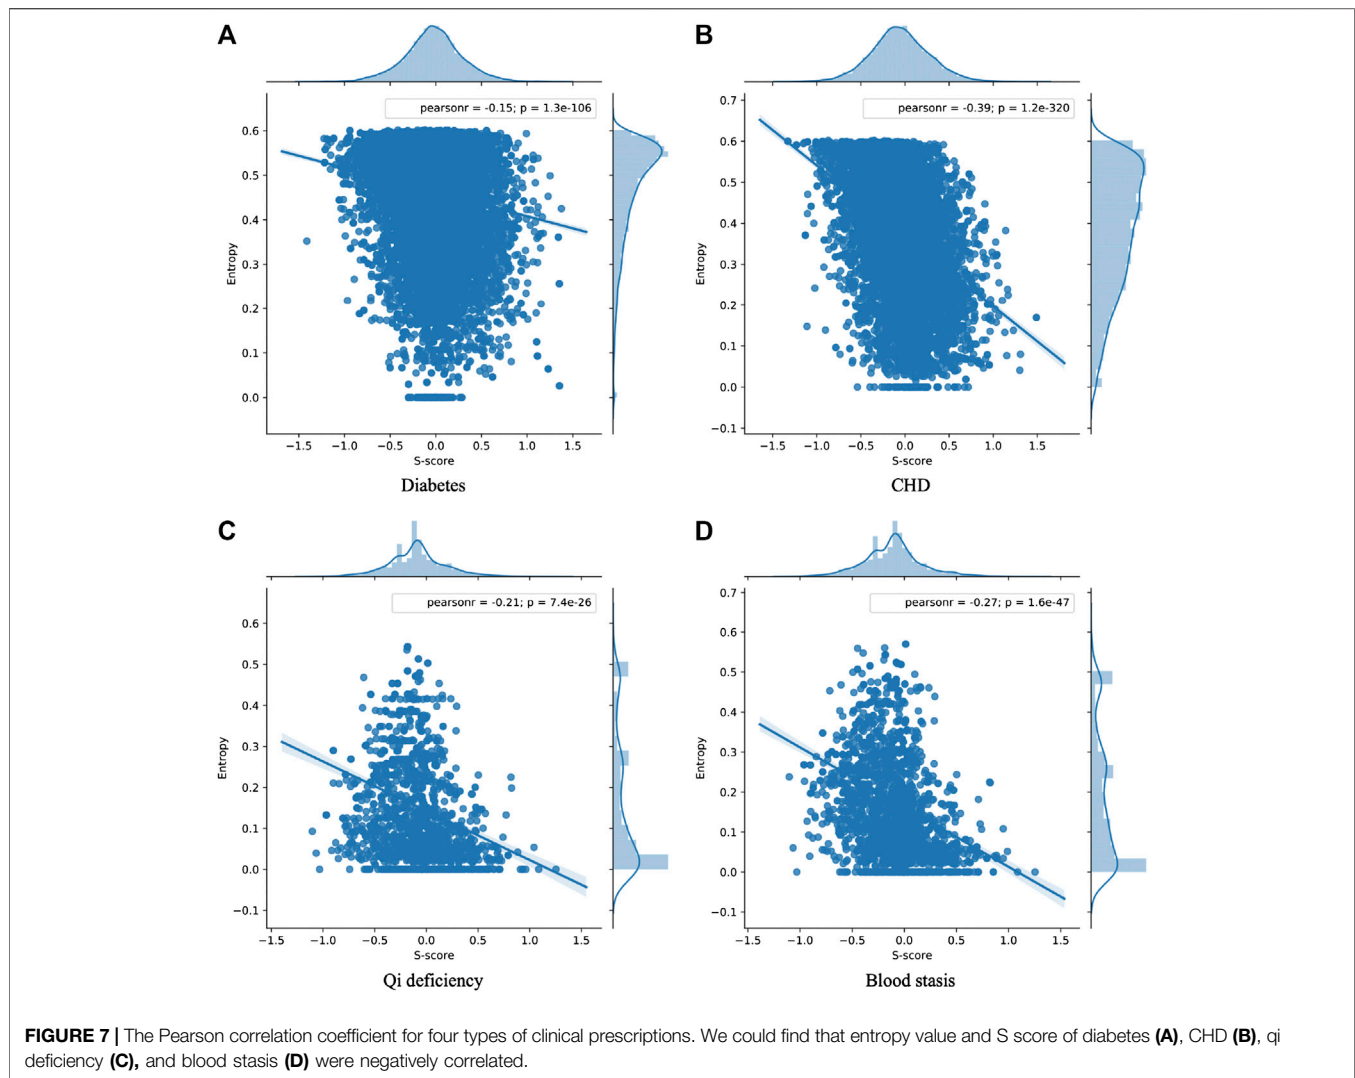 A
pearsonr = -0.15; p = 1.3e-106
0.6
0.5
0.4
0.3
0.2
0.1
0.0
Entropy
−1.5 −1.0 −0.5 0.0 0.5 1.0 1.5
S-score
Diabetes
B
pearsonr = -0.39; p = 1.2e-320
0.7
0.6
0.5
0.4
0.3
0.2
0.1
0.0
−0.1
Entropy
−1.5 −1.0 −0.5 0.0 0.5 1.0 1.5
S-score
CHD
C
pearsonr = -0.21; p = 7.4e-26
0.6
0.5
0.4
0.3
0.2
0.1
0.0
−0.1
Entropy
−1.5 −1.0 −0.5 0.0 0.5 1.0 1.5
S-score
Qi deficiency
D
pearsonr = -0.27; p = 1.6e-47
0.7
0.6
0.5
0.4
0.3
0.2
0.1
0.0
−0.1
Entropy
−1.5 −1.0 −0.5 0.0 0.5 1.0 1.5
S-score
Blood stasis
FIGURE 7 | The Pearson correlation coefficient for four types of clinical prescriptions. We could find that entropy value and S score of diabetes (A), CHD (B), qi
deficiency (C), and blood stasis (D) were negatively correlated.